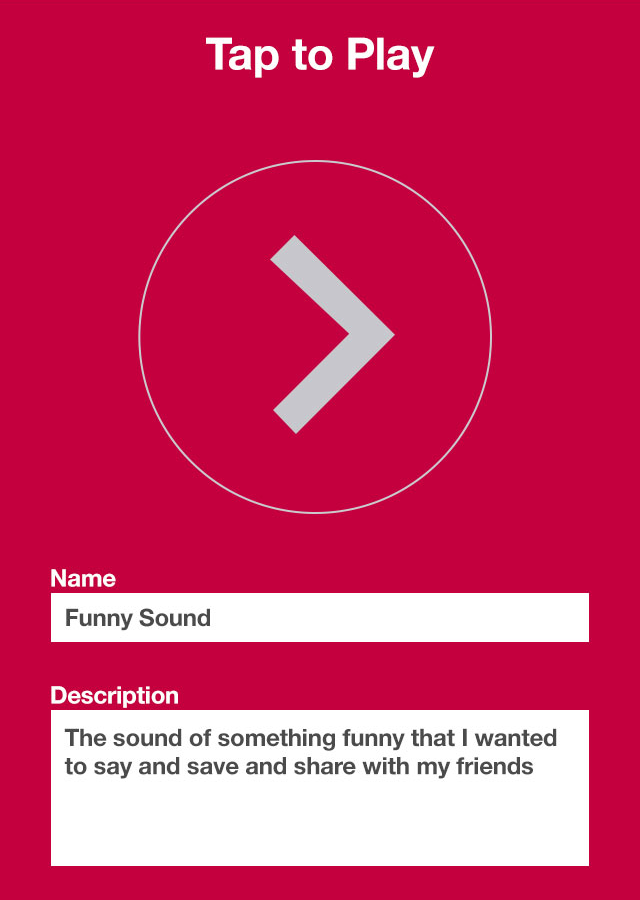 Tap to Play
Name
Funny Sound
Description
The sound of something funny that I wanted
to say and save and share with my friends